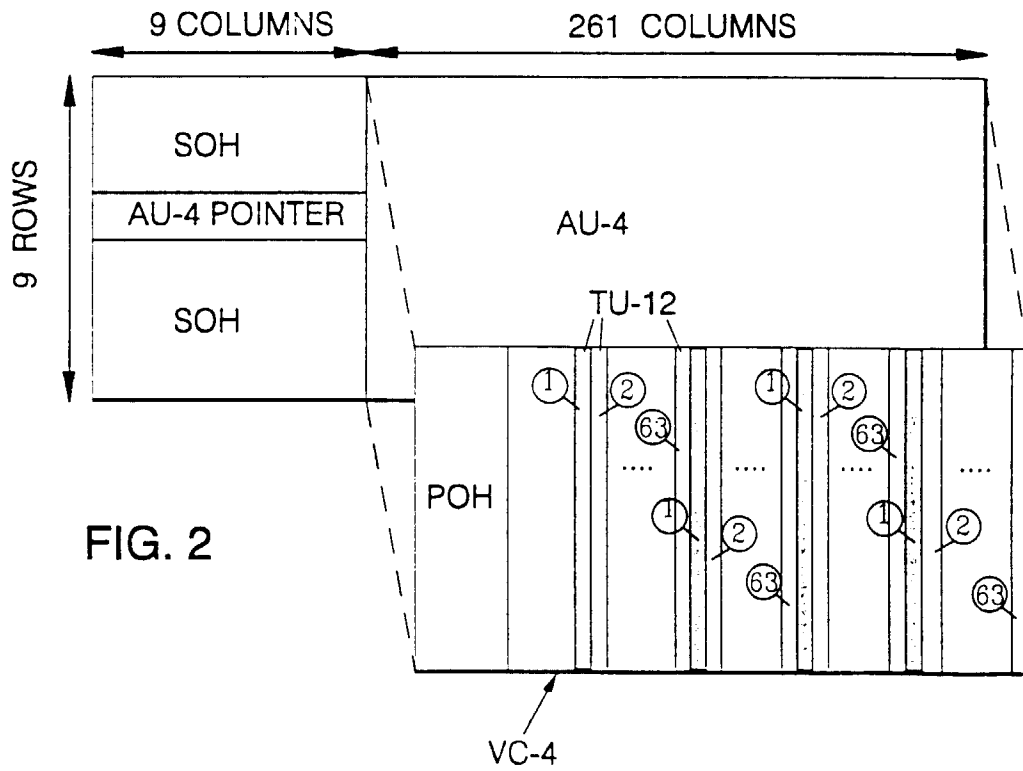 9 COLUMNS
261 COLUMNS
9 ROWS
SOH
AU-4 POINTER
SOH
AU-4
TU-12
1
2
63
1
2
63
....
....
....
....
POH
1
2
63
1
2
63
FIG. 2
VC-4